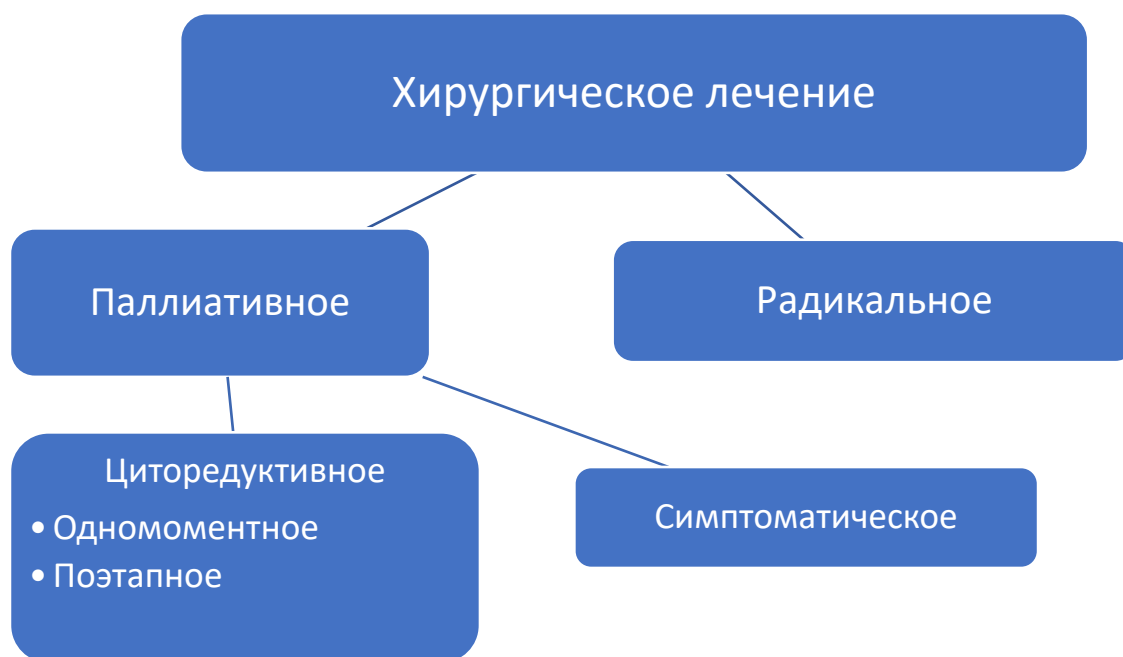 Хирургическое лечение
Паллиативное
Радикальное
Циторедуктивное
• Одномоментное
• Поэтапное
Симптоматическое